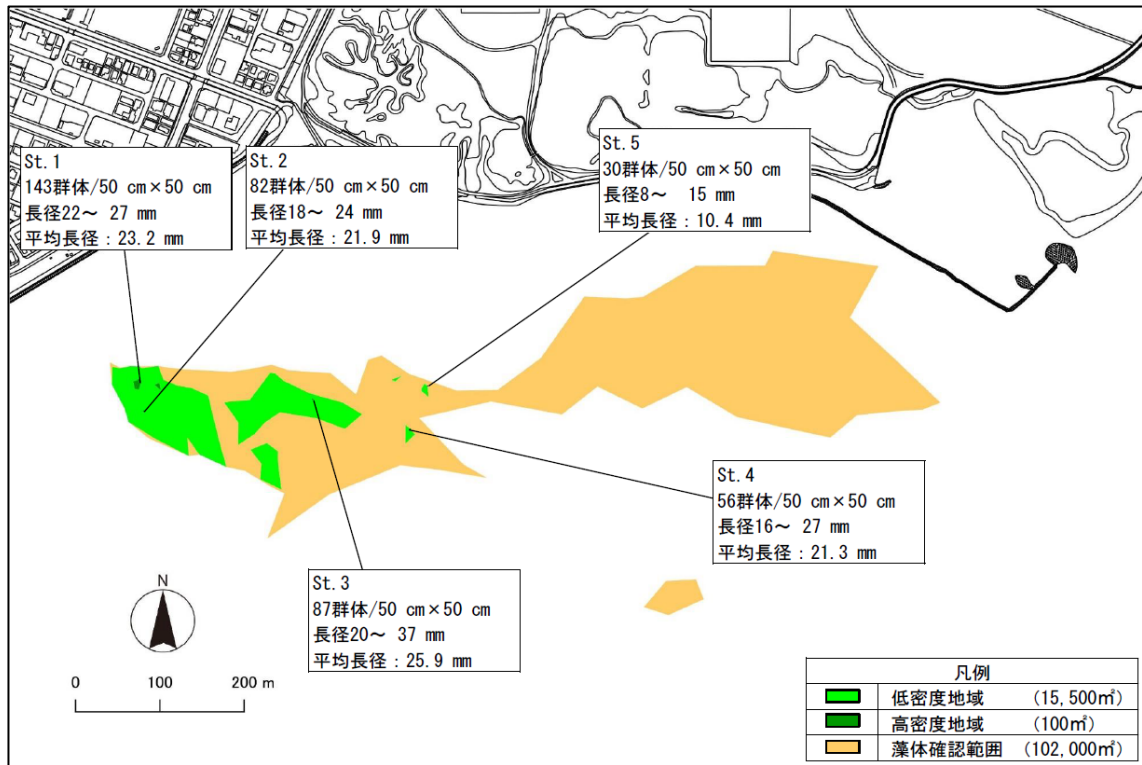 St.1
143群体/50 cm×50 cm
長径22～ 27 mm
平均長径：23.2 mm
St.2
82群体/50 cm×50 cm
長径18～ 24 mm
平均長径：21.9 mm
St.5
30群体/50 cm×50 cm
長径8～ 15 mm
平均長径：10.4 mm
St.4
56群体/50 cm×50 cm
長径16～ 27 mm
平均長径：21.3 mm
St.3
87群体/50 cm×50 cm
長径20～ 37 mm
平均長径：25.9 mm
N
0 100 200 m
凡例
低密度地域 (15,500㎡)
高密度地域 (100㎡)
藻体確認範囲 (102,000㎡)